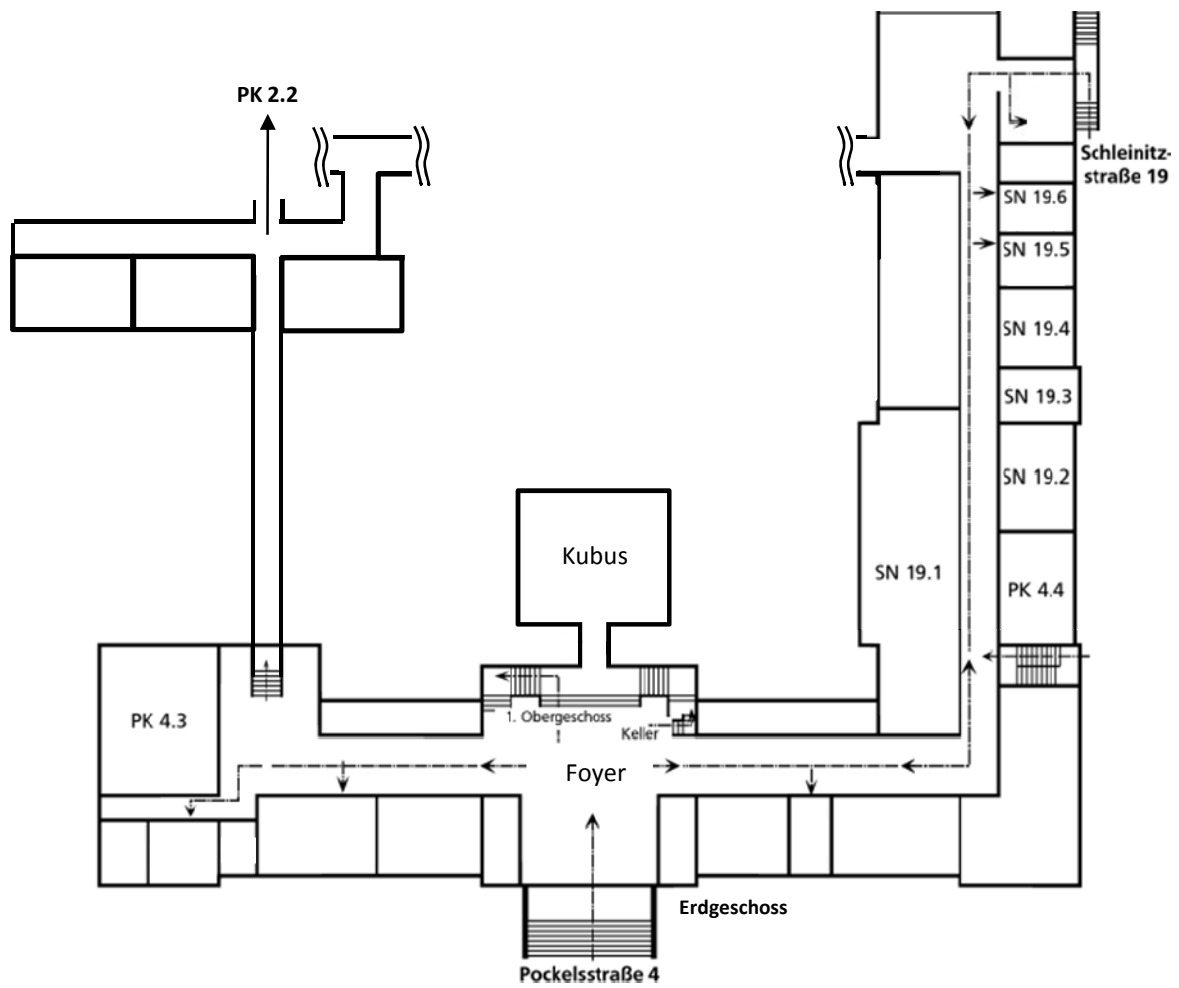 PK 2.2
Schleinitz-
straße 19
SN 19.6
SN 19.5
SN 19.4
SN 19.3
SN 19.2
Kubus
SN 19.1
PK 4.4
PK 4.3
1. Obergeschoss
Keller
Foyer
Erdgeschoss
Pockelsstraße 4